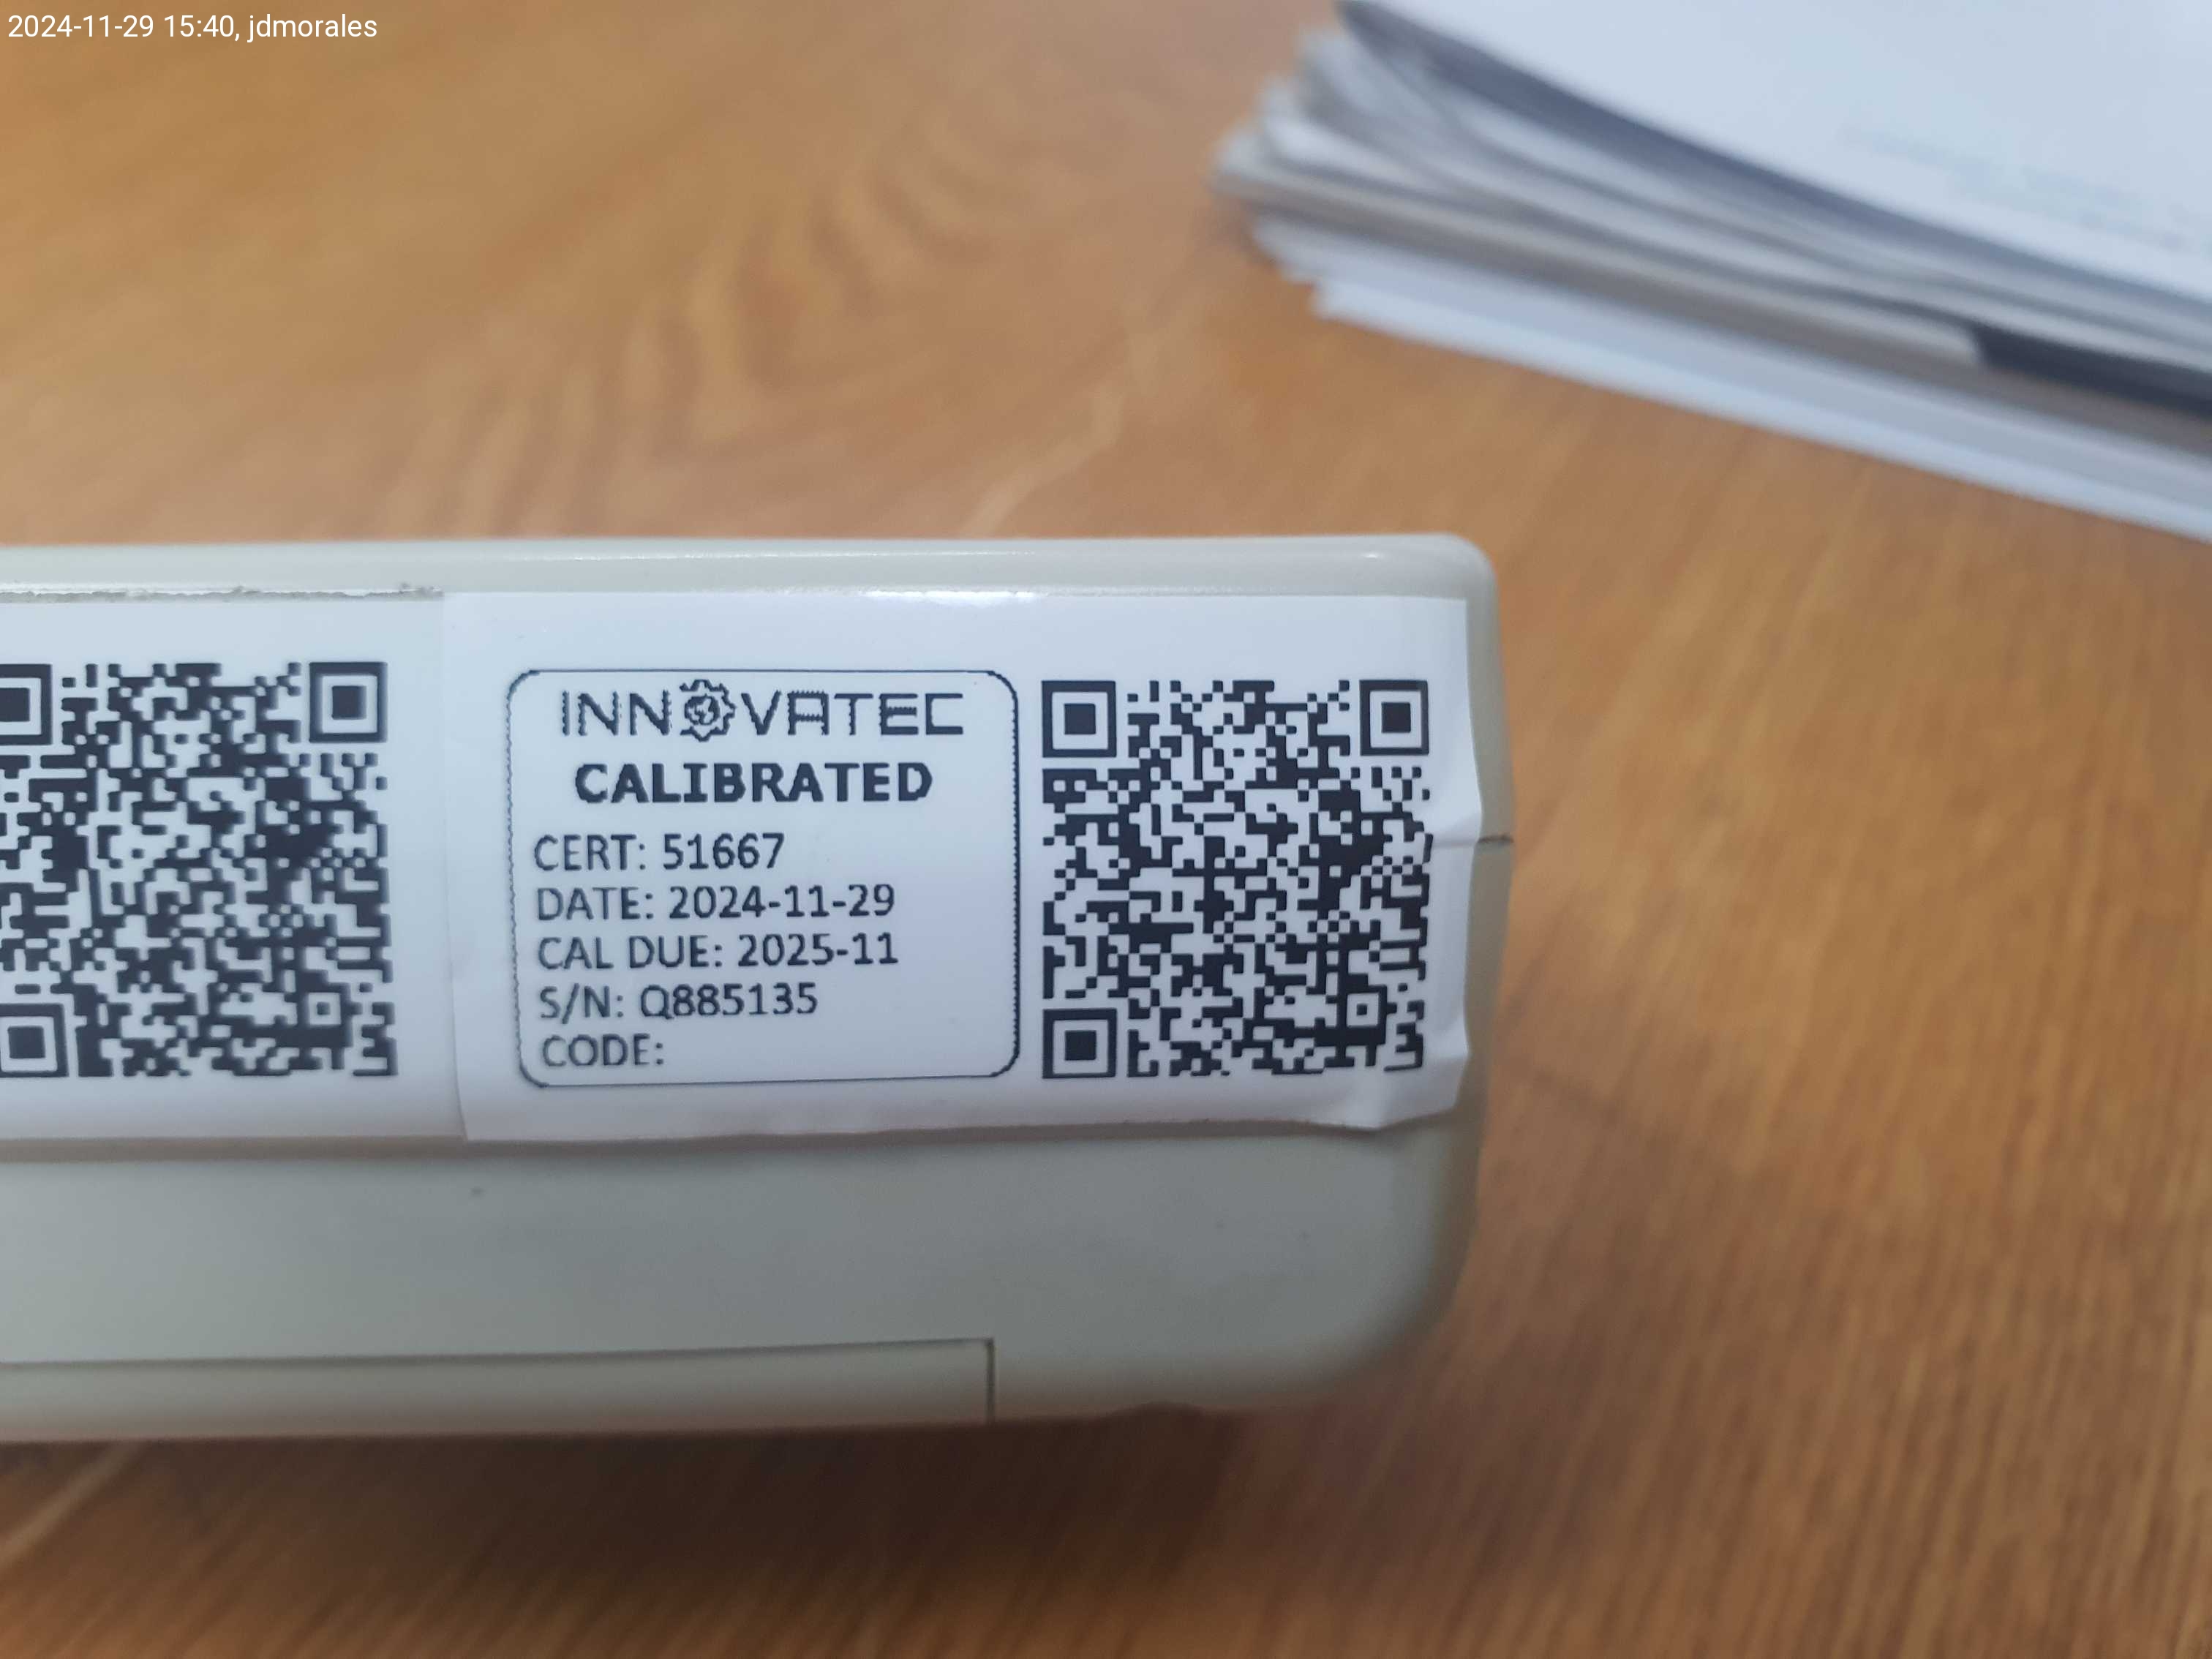 2024-11-29 15:40, jdmorales
INNOVATEC
CALIBRATED
CERT: 51667
DATE: 2024-11-29
CAL DUE: 2025-11
S/N: Q885135
CODE: